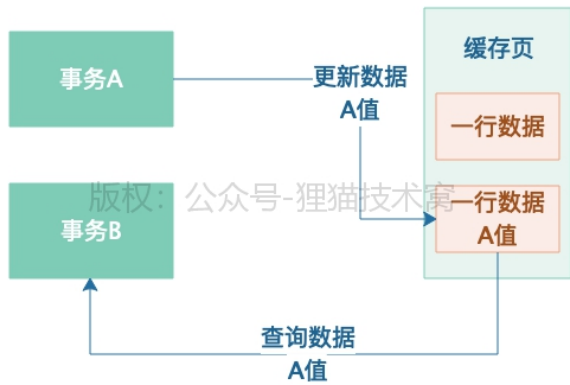 事务A
更新数据
A值
缓存页
一行数据
版权：公众号-狸猫技术窝
事务B
一行数据
A值
查询数据
A值